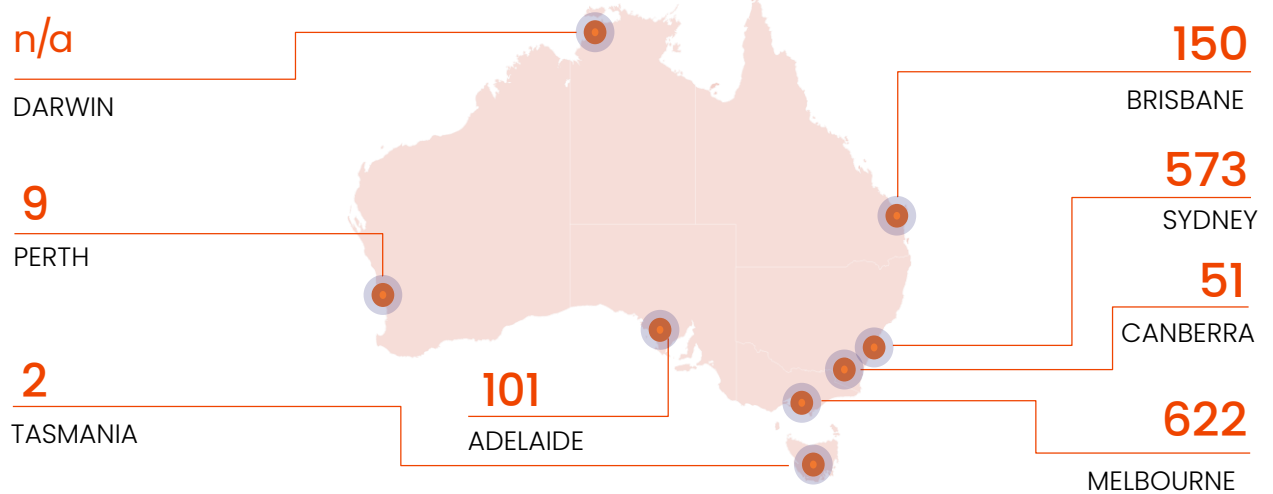 n/a
DARWIN
9
PERTH
2
TASMANIA
101
ADELAIDE
150
BRISBANE
573
SYDNEY
51
CANBERRA
622
MELBOURNE